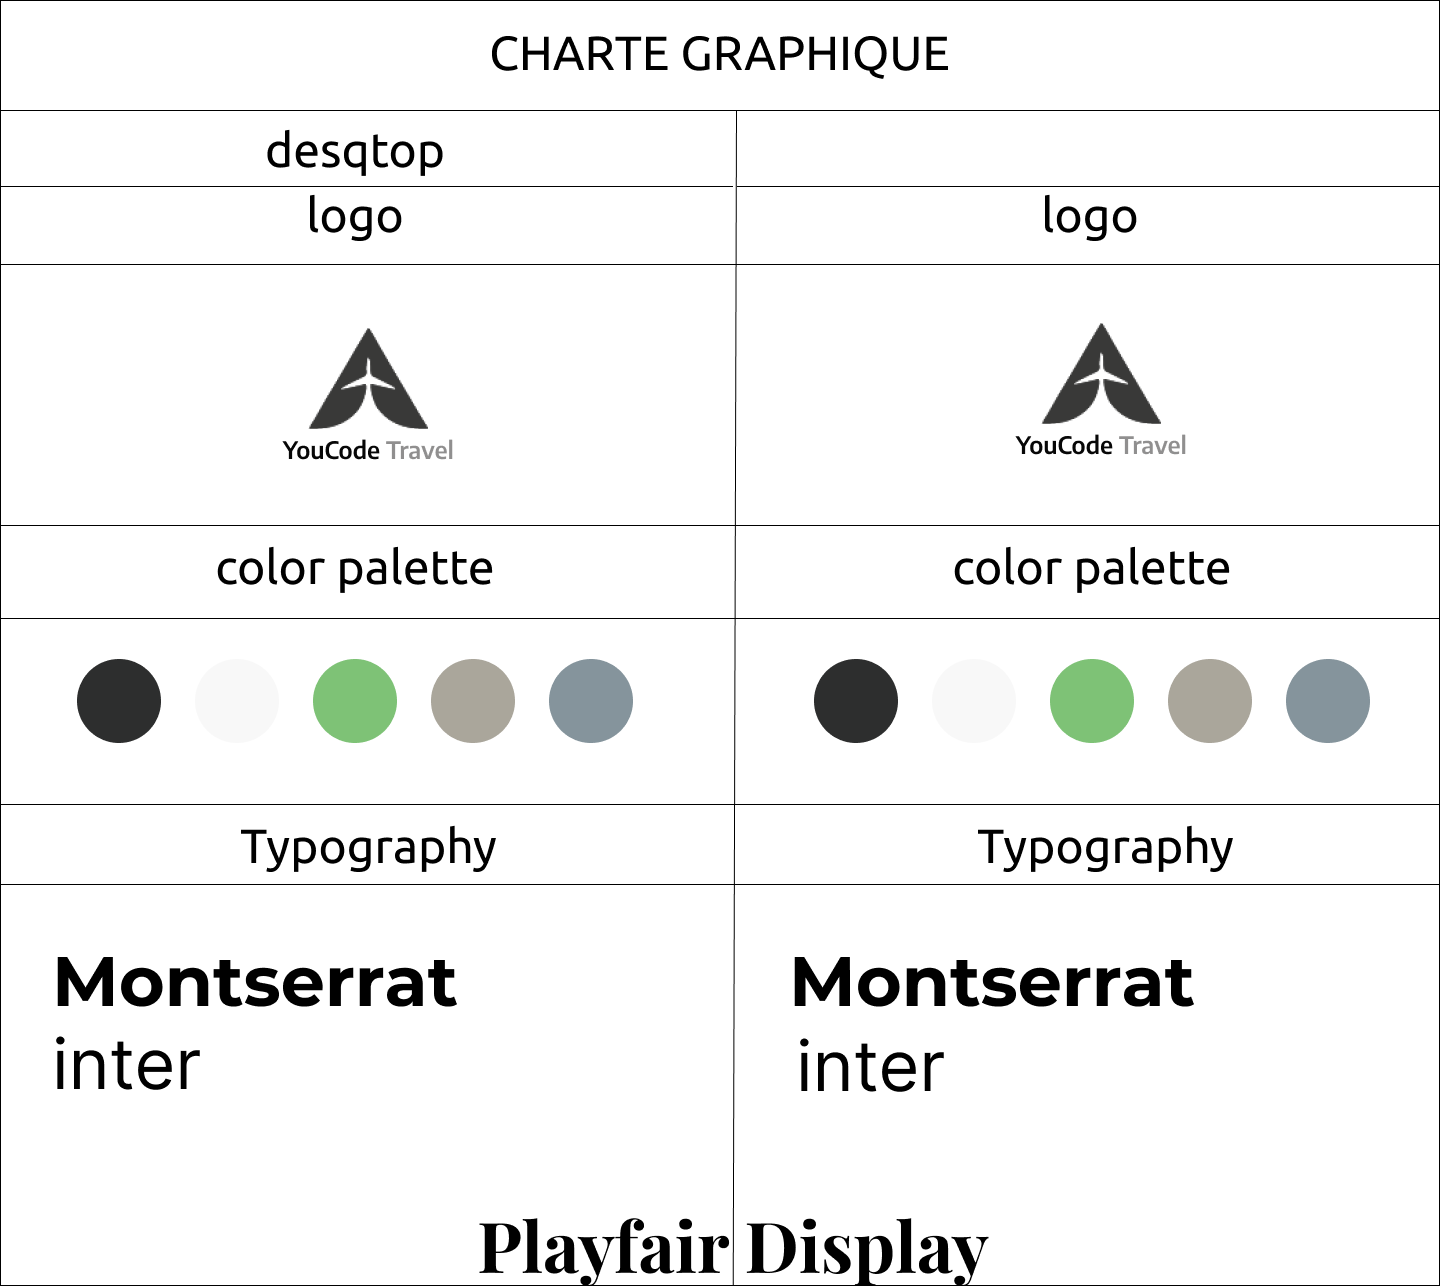 CHARTE GRAPHIQUE
desqtop
logo
logo
YouCode Travel
YouCode Travel
color palette
color palette
Typography
Typography
Montserrat
Montserrat
inter
inter
Playfair Display